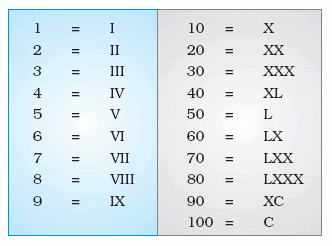 1 = I
2 = II
3 = III
4 = IV
5 = V
6 = VI
7 = VII
8 = VIII
9 = IX
10 = X
20 = XX
30 = XXX
40 = XL
50 = L
60 = LX
70 = LXX
80 = LXXX
90 = XC
100 = C